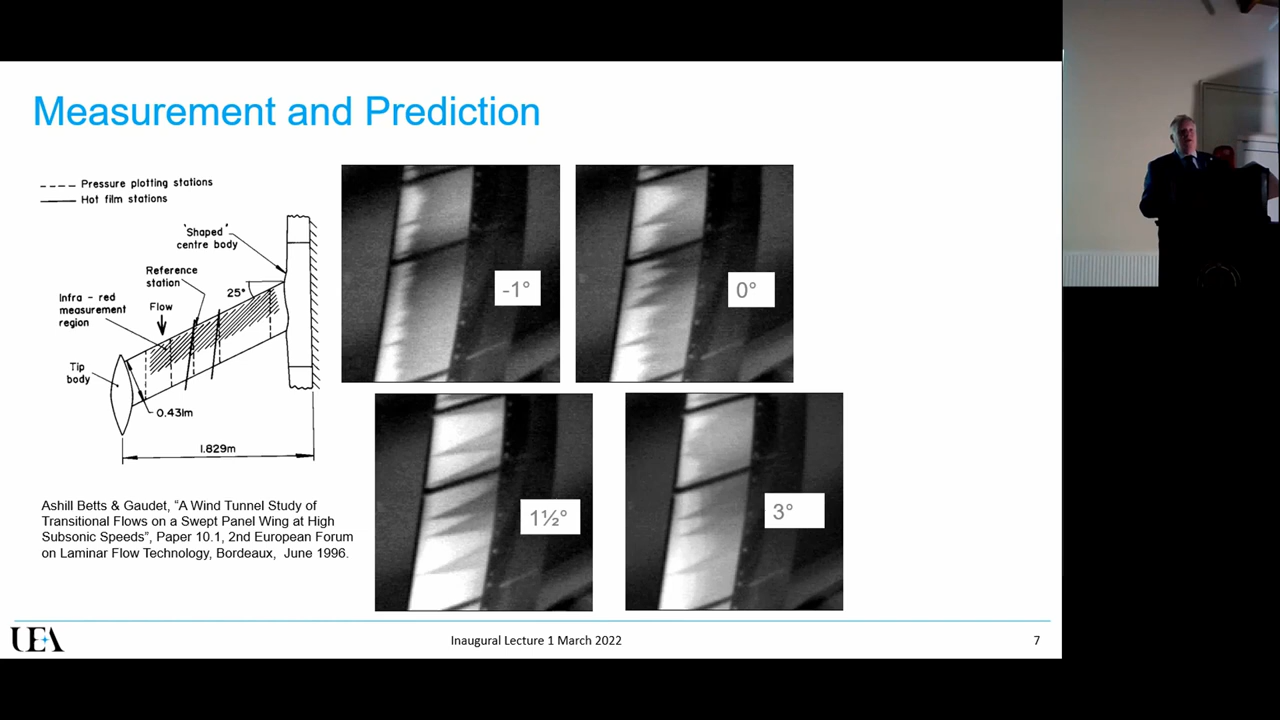 Measurement and Prediction
Pressure plotting stations
Hot film stations
'Shaped'
centre body
Reference
station
25°
Infra - red
measurement
region
Flow
Tip
body
0.431m
1.829m
-1°
0°
1½°
3°
Ashill Betts & Gaudet, “A Wind Tunnel Study of
Transitional Flows on a Swept Panel Wing at High
Subsonic Speeds”, Paper 10.1, 2nd European Forum
on Laminar Flow Technology, Bordeaux, June 1996.
UEA
Inaugural Lecture 1 March 2022
7